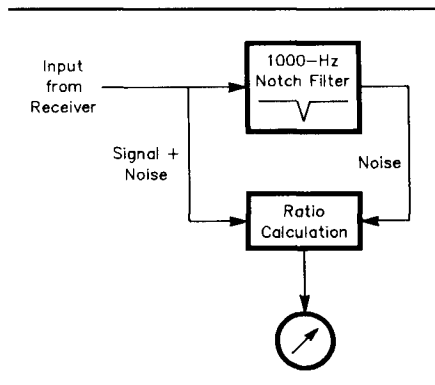 Input
from
Receiver
1000-Hz
Notch Filter
Signal +
Noise
Noise
Ratio
Calculation